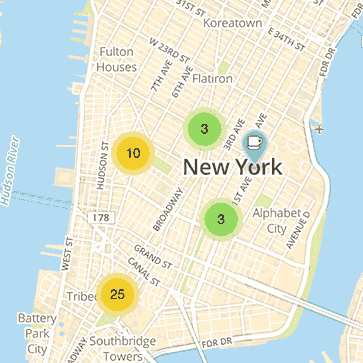 Koreatown
31ST ST
E 34TH ST
W 23RD ST
FDR DR
Fulton
Houses
7TH AVE
6TH AVE
Flatiron
3
3RD AVE
10
New York
HUDSON ST
Hudson River
1ST AVE
BROADWAY
3
Alphabet
City
AVENUE D
I 78
WEST ST
GRAND ST
CANAL ST
25
Tribec
Battery
Park
City
BROADWAY
Southbridge
Towers
FDR DR